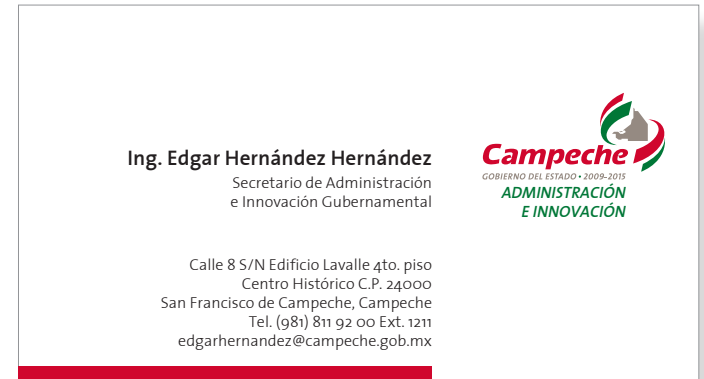 Ing. Edgar Hernández Hernández
Secretario de Administración
e Innovación Gubernamental
Calle 8 S/N Edificio Lavalle 4to. piso
Centro Histórico C.P. 24000
San Francisco de Campeche, Campeche
Tel. (981) 811 92 00 Ext. 1211
edgarhernandez@campeche.gob.mx
Campeche
GOBIERNO DEL ESTADO • 2009-2015
ADMINISTRACIÓN
E INNOVACIÓN